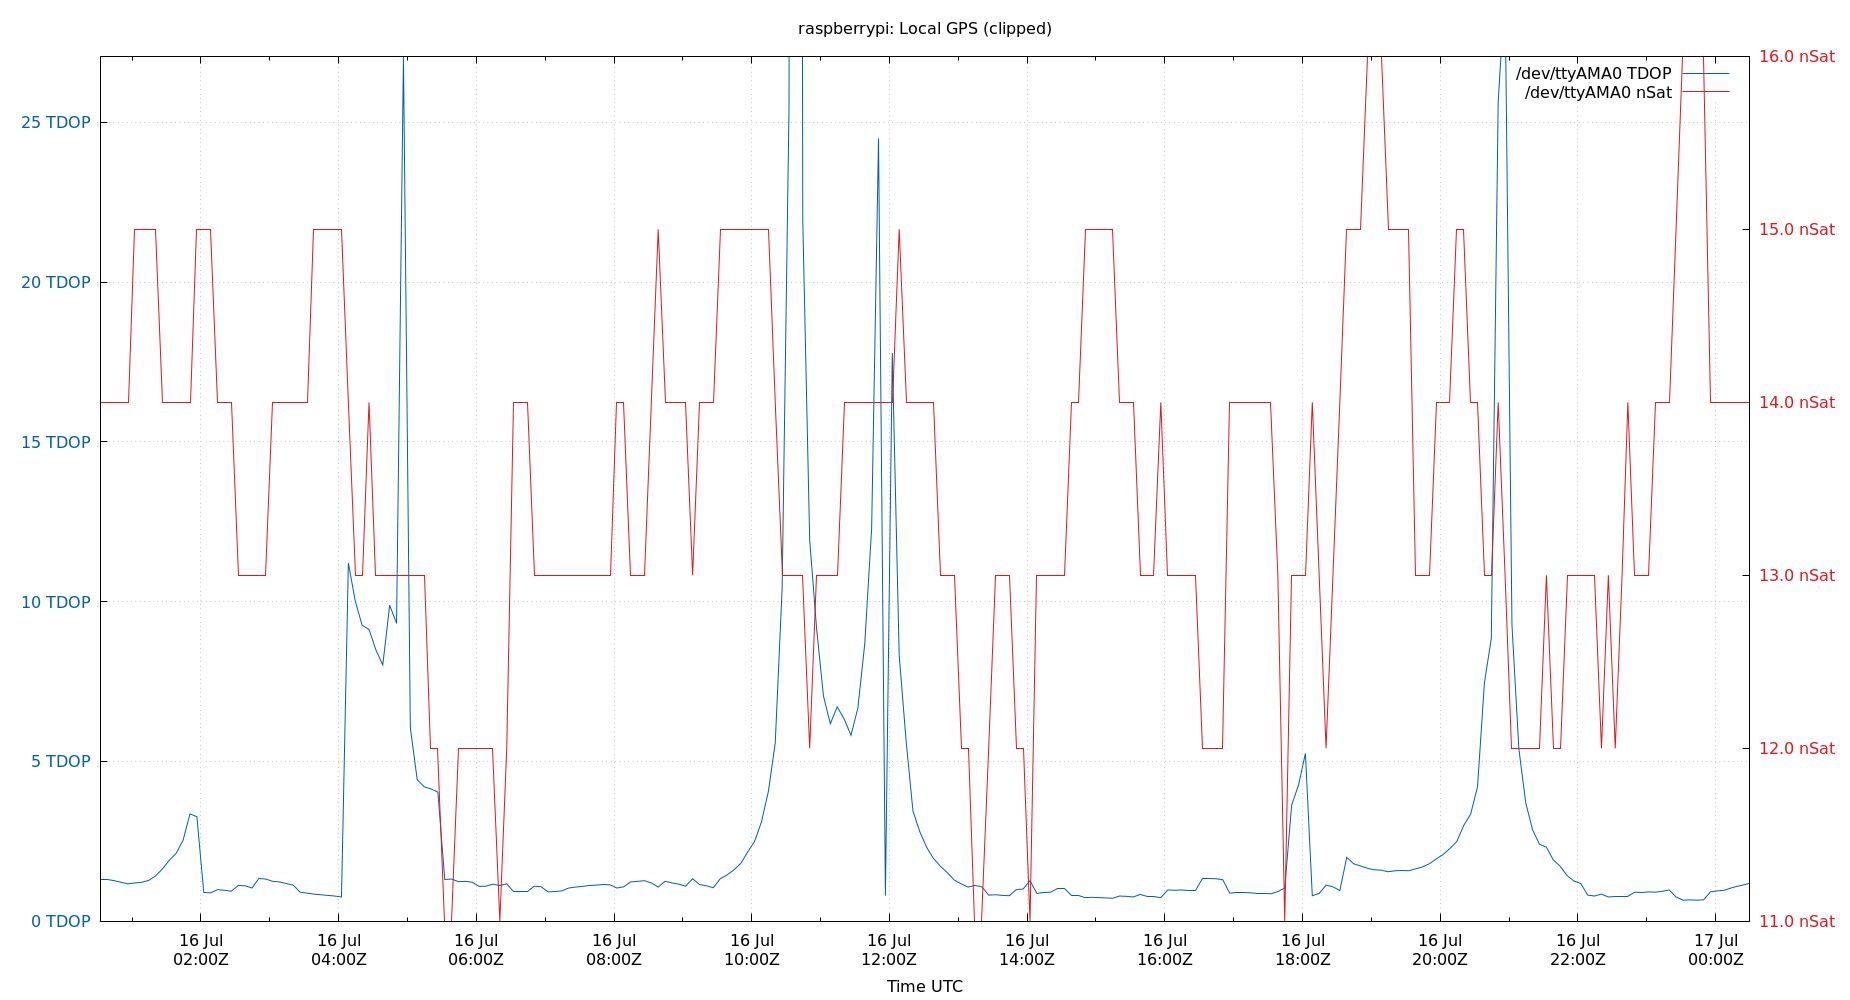 raspberrypi: Local GPS (clipped)
/dev/ttyAMA0 TDOP
/dev/ttyAMA0 nSat
25 TDOP
20 TDOP
15 TDOP
10 TDOP
5 TDOP
0 TDOP
16.0 nSat
15.0 nSat
14.0 nSat
13.0 nSat
12.0 nSat
11.0 nSat
16 Jul 16 Jul 16 Jul 16 Jul 16 Jul 16 Jul 16 Jul 16 Jul 16 Jul 16 Jul 16 Jul 17 Jul
02:00Z 04:00Z 06:00Z 08:00Z 10:00Z 12:00Z 14:00Z 16:00Z 18:00Z 20:00Z 22:00Z 00:00Z
Time UTC